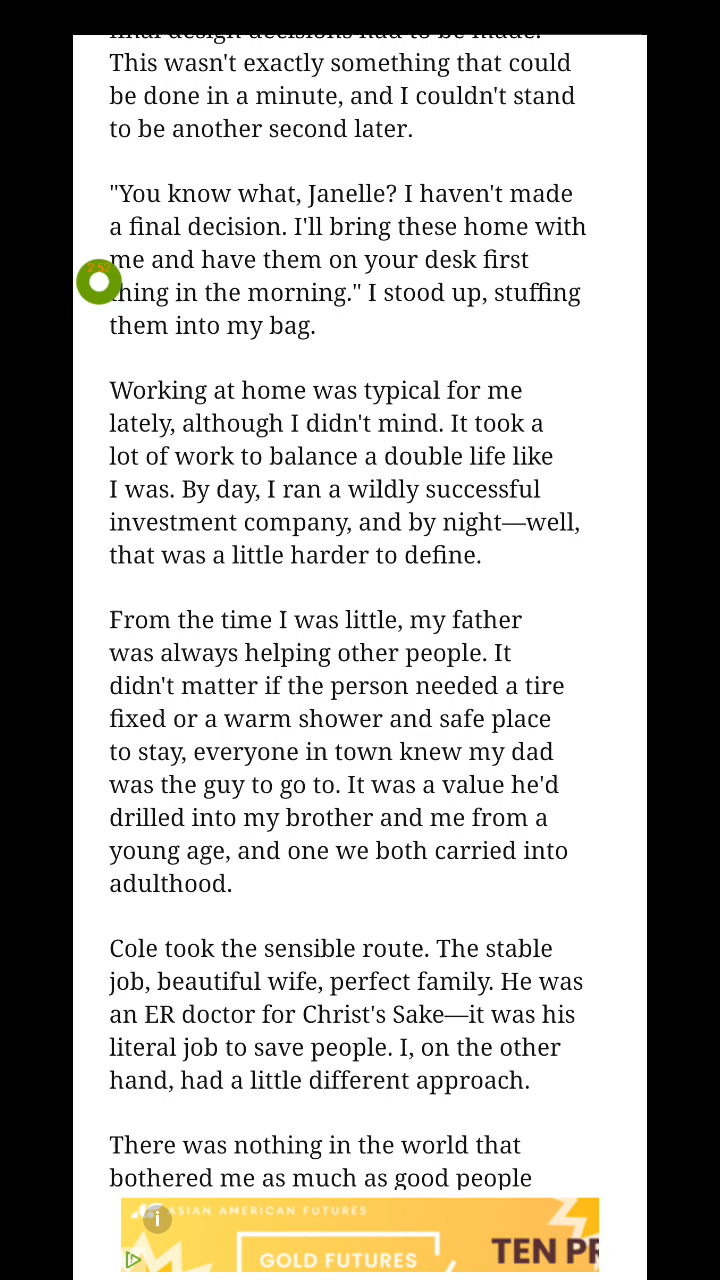 final design decisions had to be made.
This wasn't exactly something that could
be done in a minute, and I couldn't stand
to be another second later.
"You know what, Janelle? I haven't made
a final decision. I'll bring these home with
me and have them on your desk first
thing in the morning." I stood up, stuffing
them into my bag.
Working at home was typical for me
lately, although I didn't mind. It took a
lot of work to balance a double life like
I was. By day, I ran a wildly successful
investment company, and by night—well,
that was a little harder to define.
From the time I was little, my father
was always helping other people. It
didn't matter if the person needed a tire
fixed or a warm shower and safe place
to stay, everyone in town knew my dad
was the guy to go to. It was a value he'd
drilled into my brother and me from a
young age, and one we both carried into
adulthood.
Cole took the sensible route. The stable
job, beautiful wife, perfect family. He was
an ER doctor for Christ's Sake—it was his
literal job to save people. I, on the other
hand, had a little different approach.
There was nothing in the world that
bothered me as much as good people
ASIAN AMERICAN FUTURES
GOLD FUTURES
TEN PR